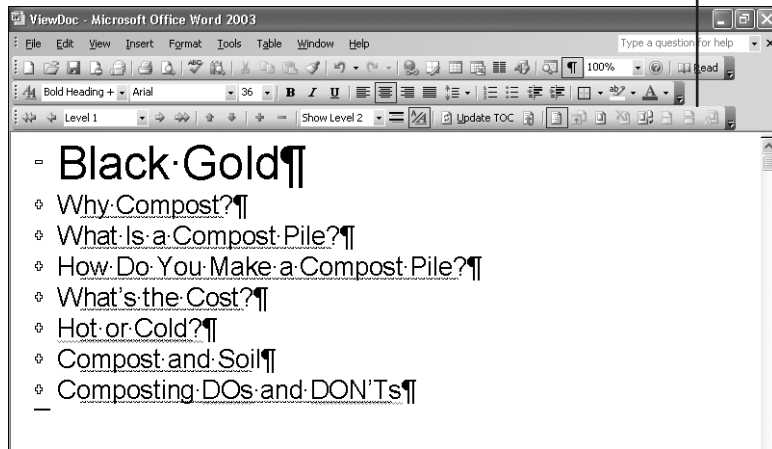 ViewDoc - Microsoft Office Word 2003
File Edit View Insert Format Tools Table Window Help Type a question for help
ABC ¶ 100% Read
A4 Bold Heading + Arial 36 B I U ab A
Level 1 Show Level 2 A/A Update TOC
Black·Gold¶
Why·Compost?¶
What·Is·a·Compost·Pile?¶
How·Do·You·Make·a·Compost·Pile?¶
What's·the·Cost?¶
Hot·or·Cold?¶
Compost·and·Soil¶
Composting·DOs·and·DON'Ts¶